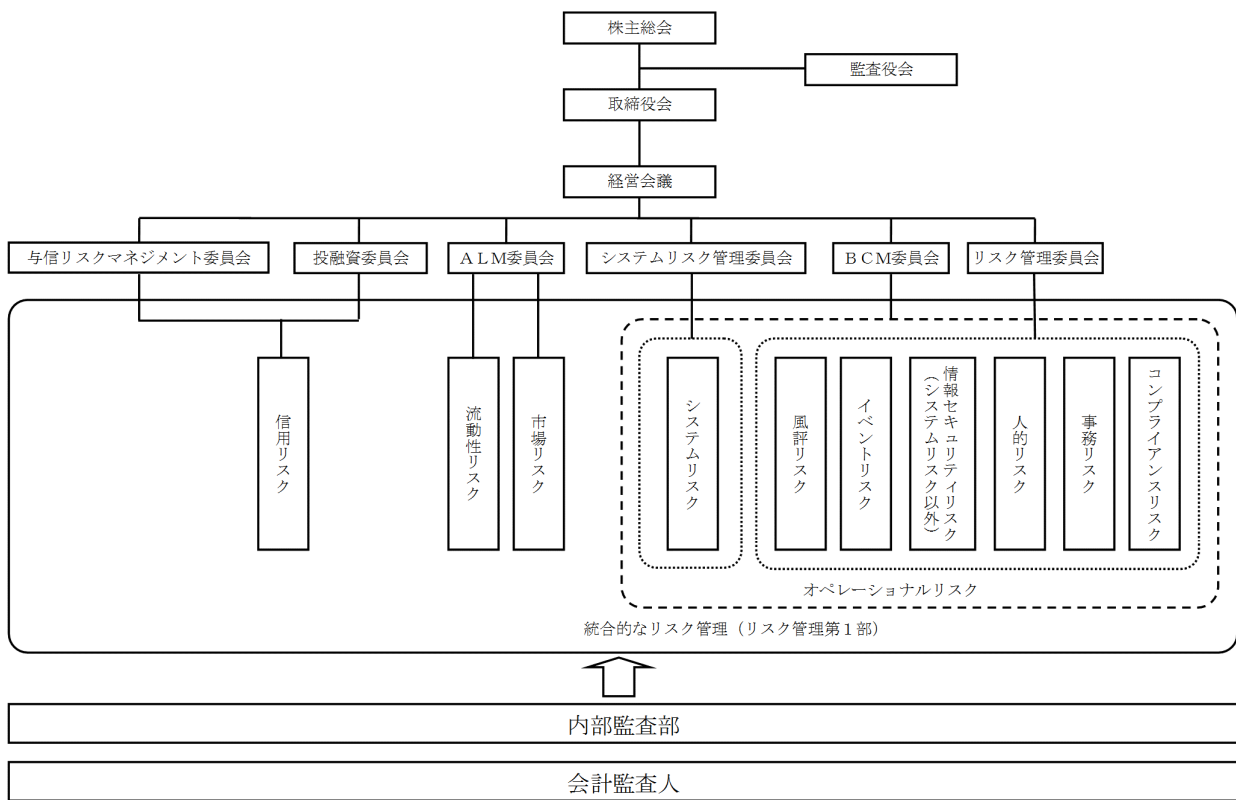 株主総会
監査役会
取締役会
経営会議
与信リスクマネジメント委員会
投融資委員会
ALM委員会
システムリスク管理委員会
BCM委員会
リスク管理委員会
信用リスク
流動性リスク
市場リスク
システムリスク
風評リスク
イベントリスク
情報セキュリティリスク
(システムリスク以外)
人的リスク
事務リスク
コンプライアンスリスク
オペレーショナルリスク
統合的なリスク管理(リスク管理第1部)
内部監査部
会計監査人